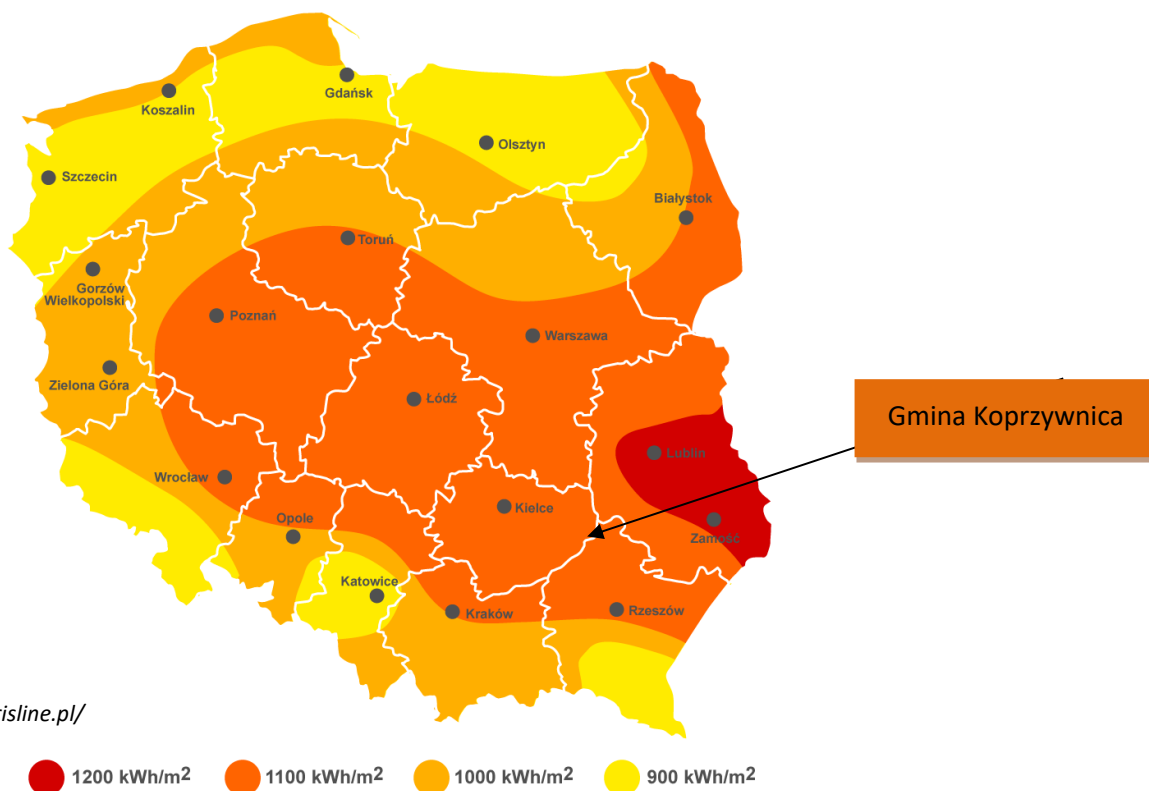 Koszalin
Gdańsk
Olsztyn
Szczecin
Białystok
Toruń
Gorzów
Wielkopolski
Poznań
Warszawa
Zielona Góra
Łódź
Gmina Koprzywnica
Lublin
Wrocław
Kielce
Opole
Zamość
Katowice
Kraków
Rzeszów
isline.pl/
1200 kWh/m²
1100 kWh/m²
1000 kWh/m²
900 kWh/m²